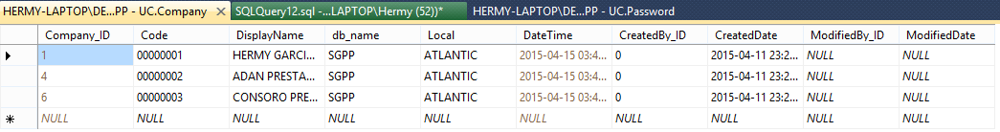 HERMY-LAPTOP\DE...PP - UC.Company SQLQuery12.sql -...LAPTOP\Hermy (52))* HERMY-LAPTOP\DE...PP - UC.Password
Company_ID Code DisplayName db_name Local DateTime CreatedBy_ID CreatedDate ModifiedBy_ID ModifiedDate
1 00000001 HERMY GARCI... SGPP ATLANTIC 2015-04-15 03:4... 0 2015-04-11 23:2... NULL NULL
4 00000002 ADAN PRESTA... SGPP ATLANTIC 2015-04-15 03:4... 0 2015-04-11 23:2... NULL NULL
6 00000003 CONSORO PRE... SGPP ATLANTIC 2015-04-15 03:4... 0 2015-04-11 23:2... NULL NULL
NULL NULL NULL NULL NULL NULL NULL NULL NULL NULL